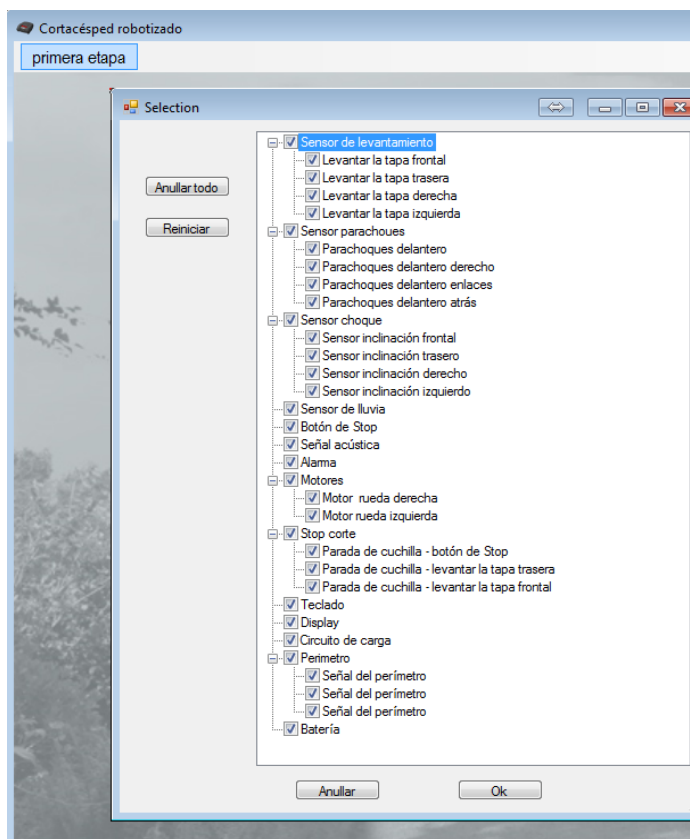 Cortacésped robotizado
primera etapa
Selection
Anullar todo
Reiniciar
Sensor de levantamiento
Levantar la tapa frontal
Levantar la tapa trasera
Levantar la tapa derecha
Levantar la tapa izquierda
Sensor parachoues
Parachoques delantero
Parachoques delantero derecho
Parachoques delantero enlaces
Parachoques delantero atrás
Sensor choque
Sensor inclinación frontal
Sensor inclinación trasero
Sensor inclinación derecho
Sensor inclinación izquierdo
Sensor de lluvia
Botón de Stop
Señal acústica
Alarma
Motores
Motor rueda derecha
Motor rueda izquierda
Stop corte
Parada de cuchilla - botón de Stop
Parada de cuchilla - levantar la tapa trasera
Parada de cuchilla - levantar la tapa frontal
Teclado
Display
Circuito de carga
Perimetro
Señal del perímetro
Señal del perímetro
Señal del perímetro
Batería
Anullar
Ok